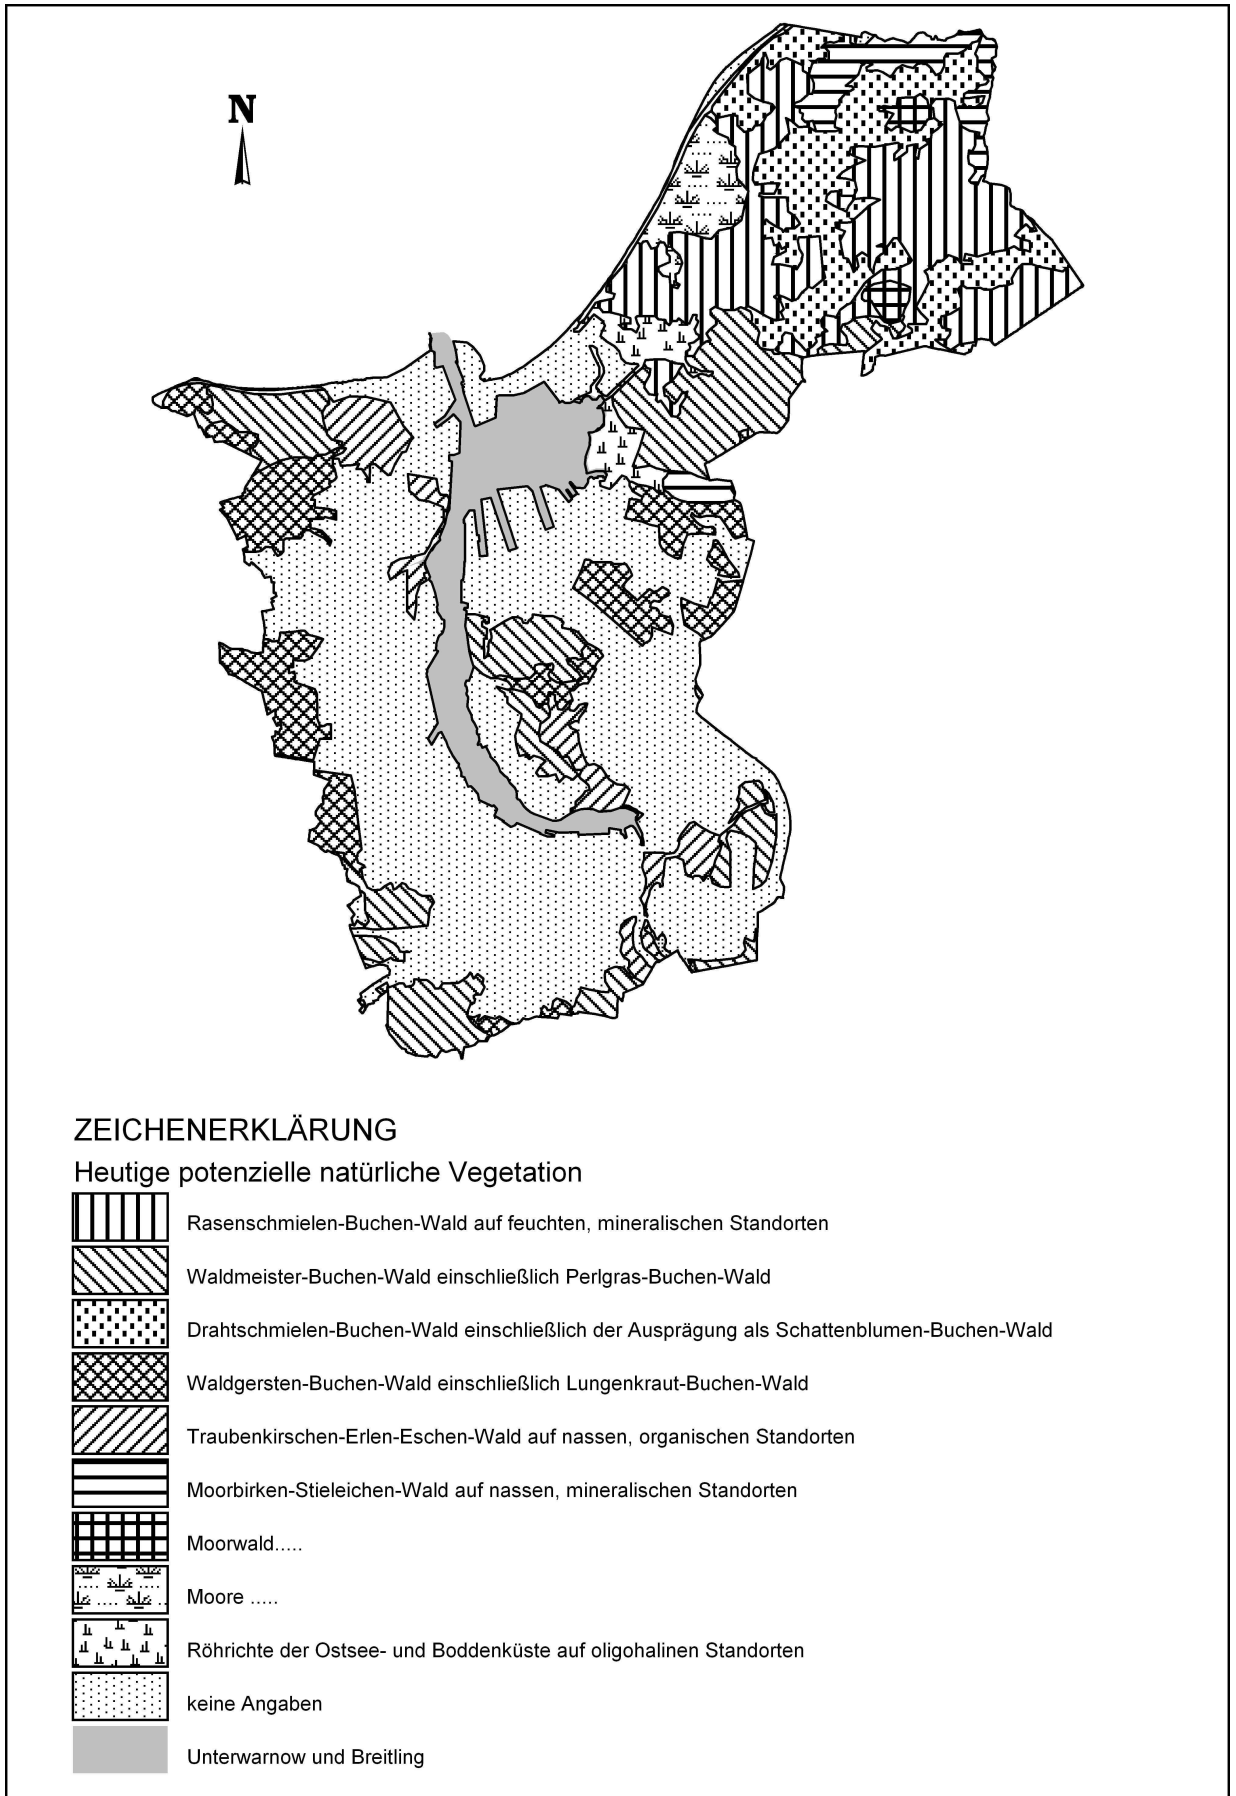 N
ZEICHENERKLÄRUNG
Heutige potenzielle natürliche Vegetation
Rasenschmielen-Buchen-Wald auf feuchten, mineralischen Standorten
Waldmeister-Buchen-Wald einschließlich Perlgras-Buchen-Wald
Drahtschmielen-Buchen-Wald einschließlich der Ausprägung als Schattenblumen-Buchen-Wald
Waldgersten-Buchen-Wald einschließlich Lungenkraut-Buchen-Wald
Traubenkirschen-Erlen-Eschen-Wald auf nassen, organischen Standorten
Moorbirken-Stieleichen-Wald auf nassen, mineralischen Standorten
Moorwald.....
Moore .....
Röhrichte der Ostsee- und Boddenküste auf oligohalinen Standorten
keine Angaben
Unterwarnow und Breitling